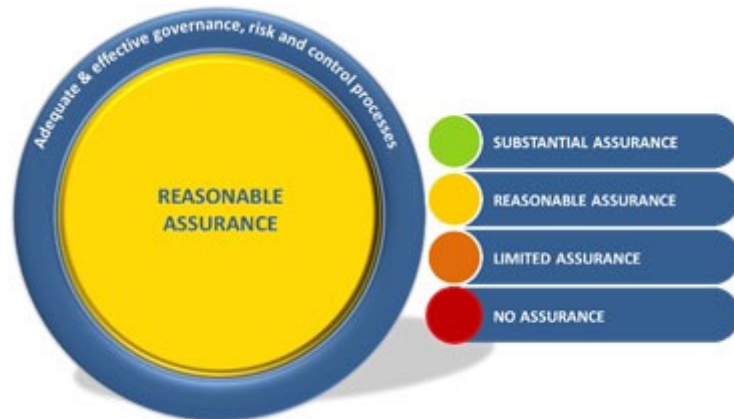 Adequate & effective governance, risk and control processes
REASONABLE
ASSURANCE
SUBSTANTIAL ASSURANCE
REASONABLE ASSURANCE
LIMITED ASSURANCE
NO ASSURANCE